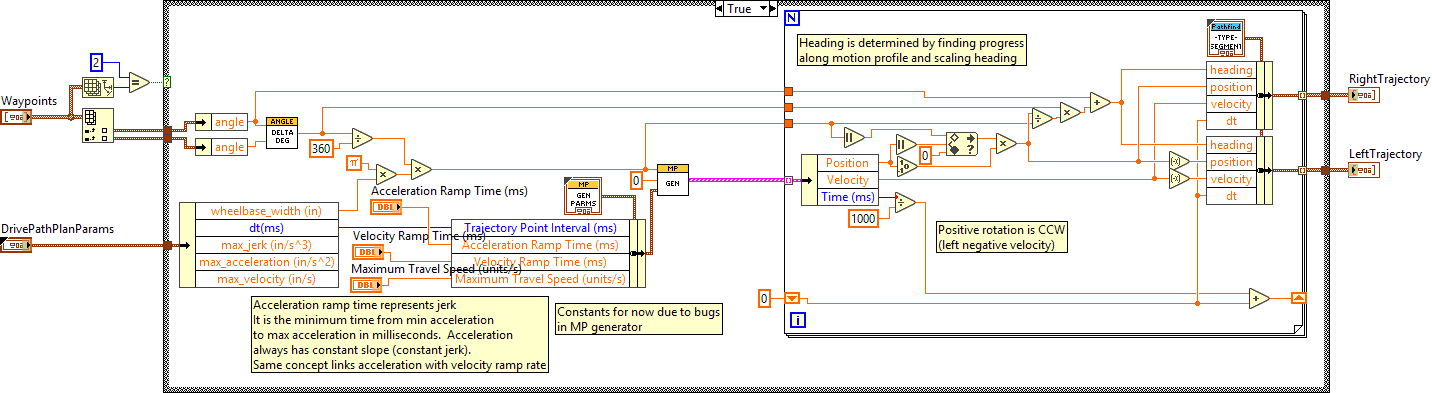 True
N
Heading is determined by finding progress
along motion profile and scaling heading
Pathfind
-TYPE-
SEGMENT
2
=
?
Waypoints
angle
angle
ANGLE
DELTA
DEG
÷
360
π
×
×
heading
position
velocity
dt
RightTrajectory
+
×
÷
||
||
0
? 
×
Position
Velocity
Time (ms)
1000
÷
heading
position
velocity
dt
(-x)
(-x)
LeftTrajectory
MP
GEN
0
MP
GEN
PARMS
Acceleration Ramp Time (ms)
DBL
Velocity Ramp Time (ms)
DBL
Maximum Travel Speed (units/s)
DBL
DrivePathPlanParams
wheelbase_width (in)
dt(ms)
max_jerk (in/s^3)
max_acceleration (in/s^2)
max_velocity (in/s)
Trajectory Point Interval (ms)
Acceleration Ramp Time (ms)
Velocity Ramp Time (ms)
Maximum Travel Speed (units/s)
Positive rotation is CCW
(left negative velocity)
0
+
i
Acceleration ramp time represents jerk
It is the minimum time from min acceleration
to max acceleration in milliseconds.  Acceleration
always has constant slope (constant jerk).
Same concept links acceleration with velocity ramp rate
Constants for now due to bugs
in MP generator